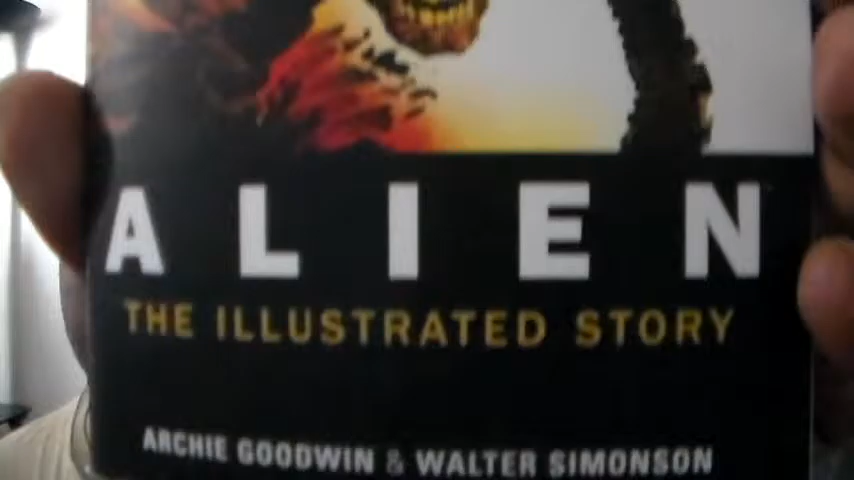 ALIEN
THE ILLUSTRATED STORY
ARCHIE GOODWIN & WALTER SIMONSON